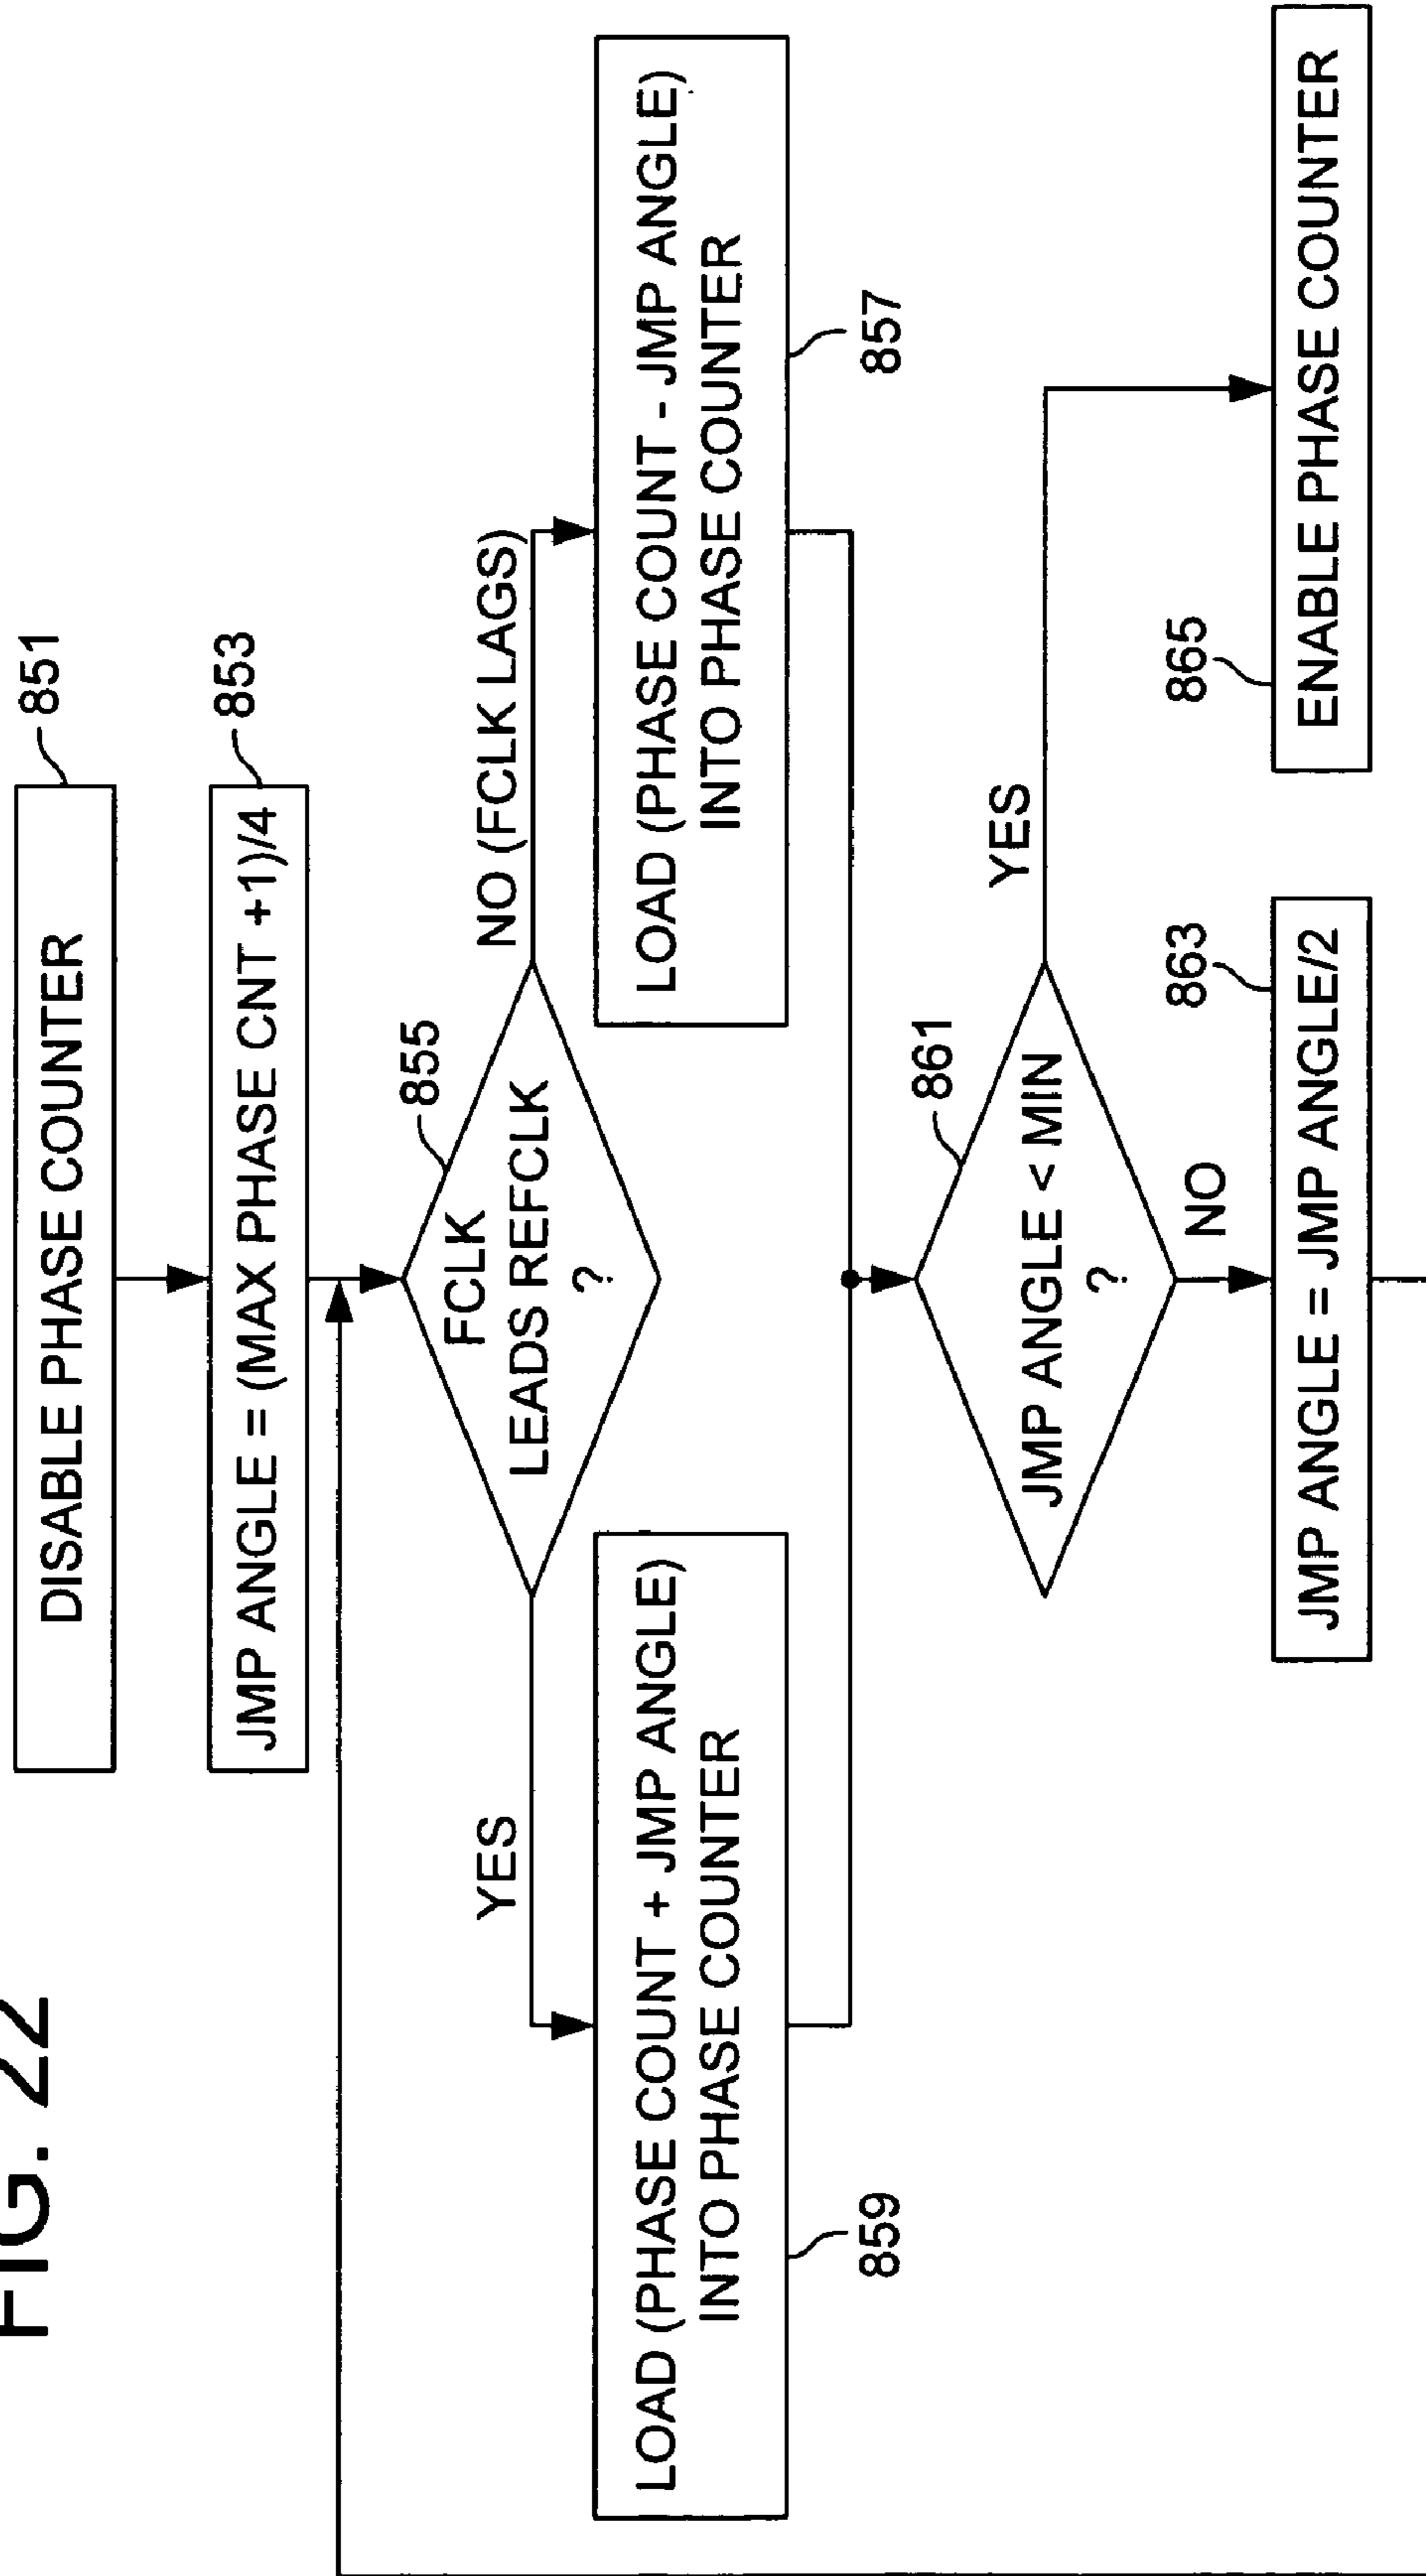 FIG. 22
DISABLE PHASE COUNTER
851
JMP ANGLE = (MAX PHASE CNT +1)/4
853
FCLK
LEADS REFCLK
?
855
YES
NO (FCLK LAGS)
LOAD (PHASE COUNT + JMP ANGLE)
INTO PHASE COUNTER
859
LOAD (PHASE COUNT - JMP ANGLE)
INTO PHASE COUNTER
857
JMP ANGLE < MIN
?
861
YES
NO
863
JMP ANGLE = JMP ANGLE/2
865
ENABLE PHASE COUNTER